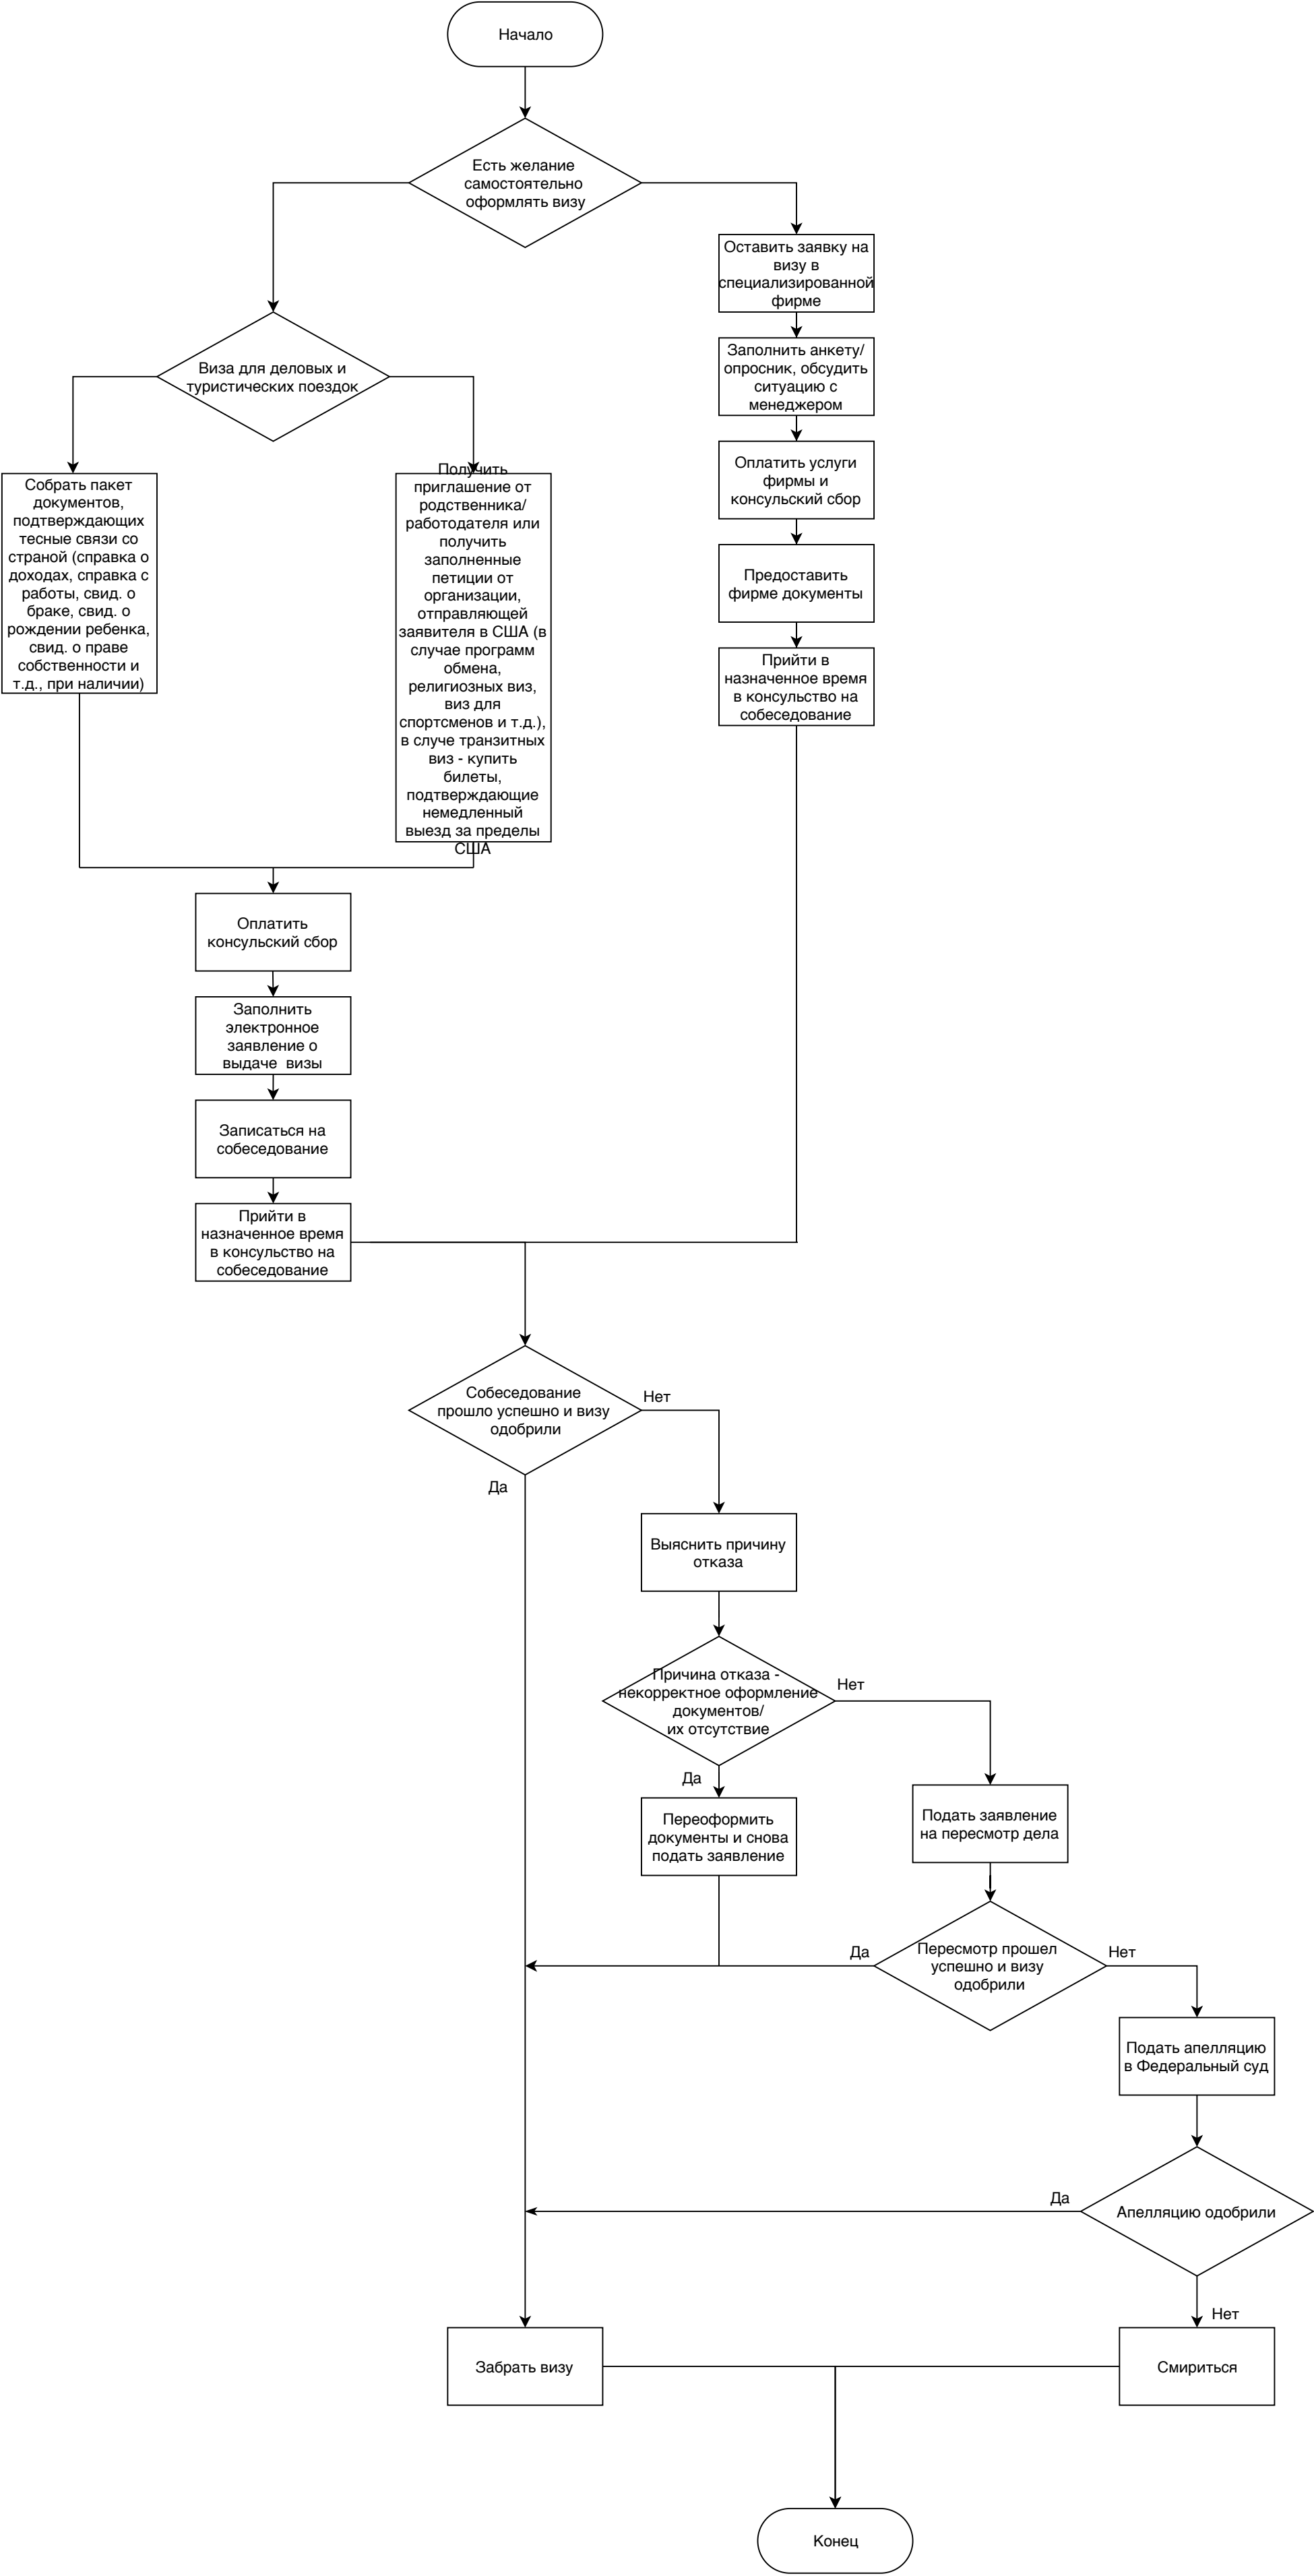 Начало
Есть желание
самостоятельно
оформлять визу
Оставить заявку на
визу в
специализированной
фирме
Заполнить анкету/
опросник, обсудить
ситуацию с
менеджером
Оплатить услуги
фирмы и
консульский сбор
Предоставить
фирме документы
Прийти в
назначенное время
в консульство на
собеседование
Виза для деловых и
туристических поездок
Собрать пакет
документов,
подтверждающих
тесные связи со
страной (справка о
доходах, справка с
работы, свид. о
браке, свид. о
рождении ребенка,
свид. о праве
собственности и
т.д., при наличии)
Получить
приглашение от
родственника/
работодателя или
получить
заполненные
петиции от
организации,
отправляющей
заявителя в США (в
случае программ
обмена,
религиозных виз,
виз для
спортсменов и т.д.),
в случе транзитных
виз - купить
билеты,
подтверждающие
немедленный
выезд за пределы
США
Оплатить
консульский сбор
Заполнить
электронное
заявление о
выдаче  визы
Записаться на
собеседование
Прийти в
назначенное время
в консульство на
собеседование
Собеседование
прошло успешно и визу
одобрили
Нет
Да
Выяснить причину
отказа
Причина отказа -
некорректное оформление
документов/
их отсутствие
Нет
Да
Переоформить
документы и снова
подать заявление
Подать заявление
на пересмотр дела
Пересмотр прошел
успешно и визу
одобрили
Да
Нет
Подать апелляцию
в Федеральный суд
Апелляцию одобрили
Да
Нет
Забрать визу
Смириться
Конец